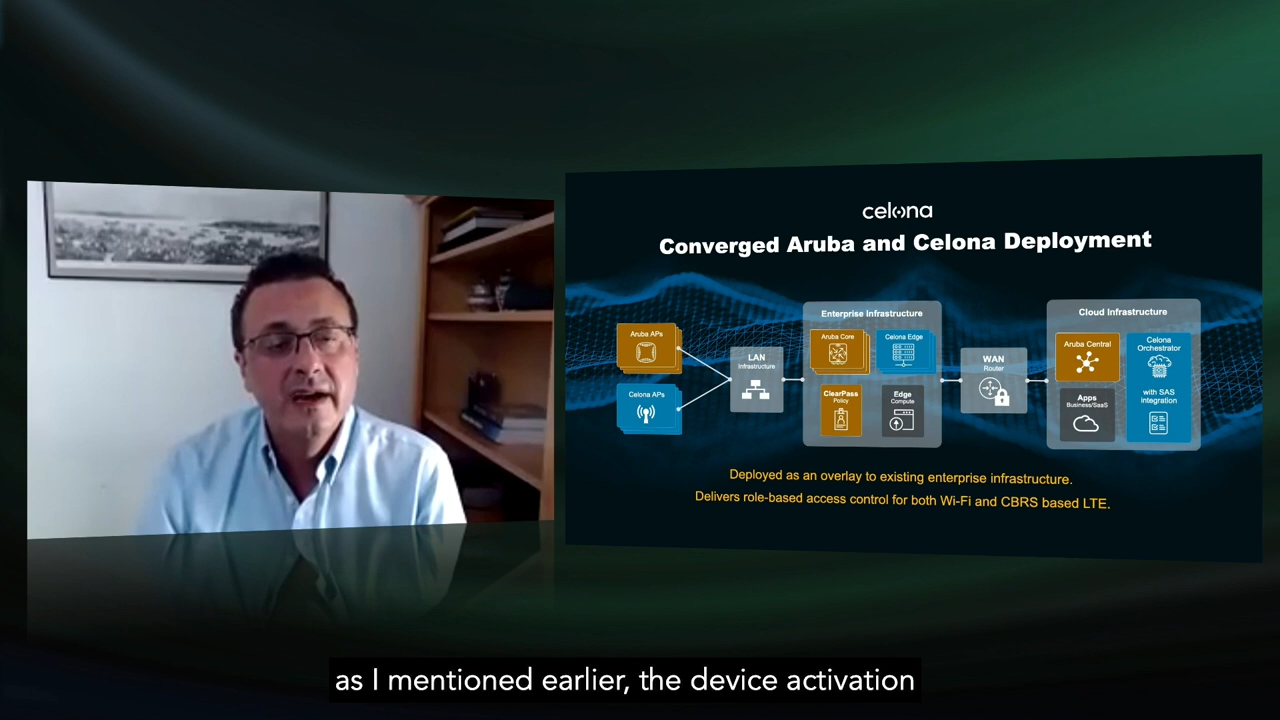 celona
Converged Aruba and Celona Deployment
Aruba APs
Celona APs
LAN
Infrastructure
Enterprise Infrastructure
Aruba Core
Celona Edge
ClearPass
Policy
Edge
Compute
WAN
Router
Cloud Infrastructure
Aruba Central
Apps
Business/SaaS
Celona
Orchestrator
with SAS
integration
Deployed as an overlay to existing enterprise infrastructure.
Delivers role-based access control for both Wi-Fi and CBRS based LTE.
as I mentioned earlier, the device activation